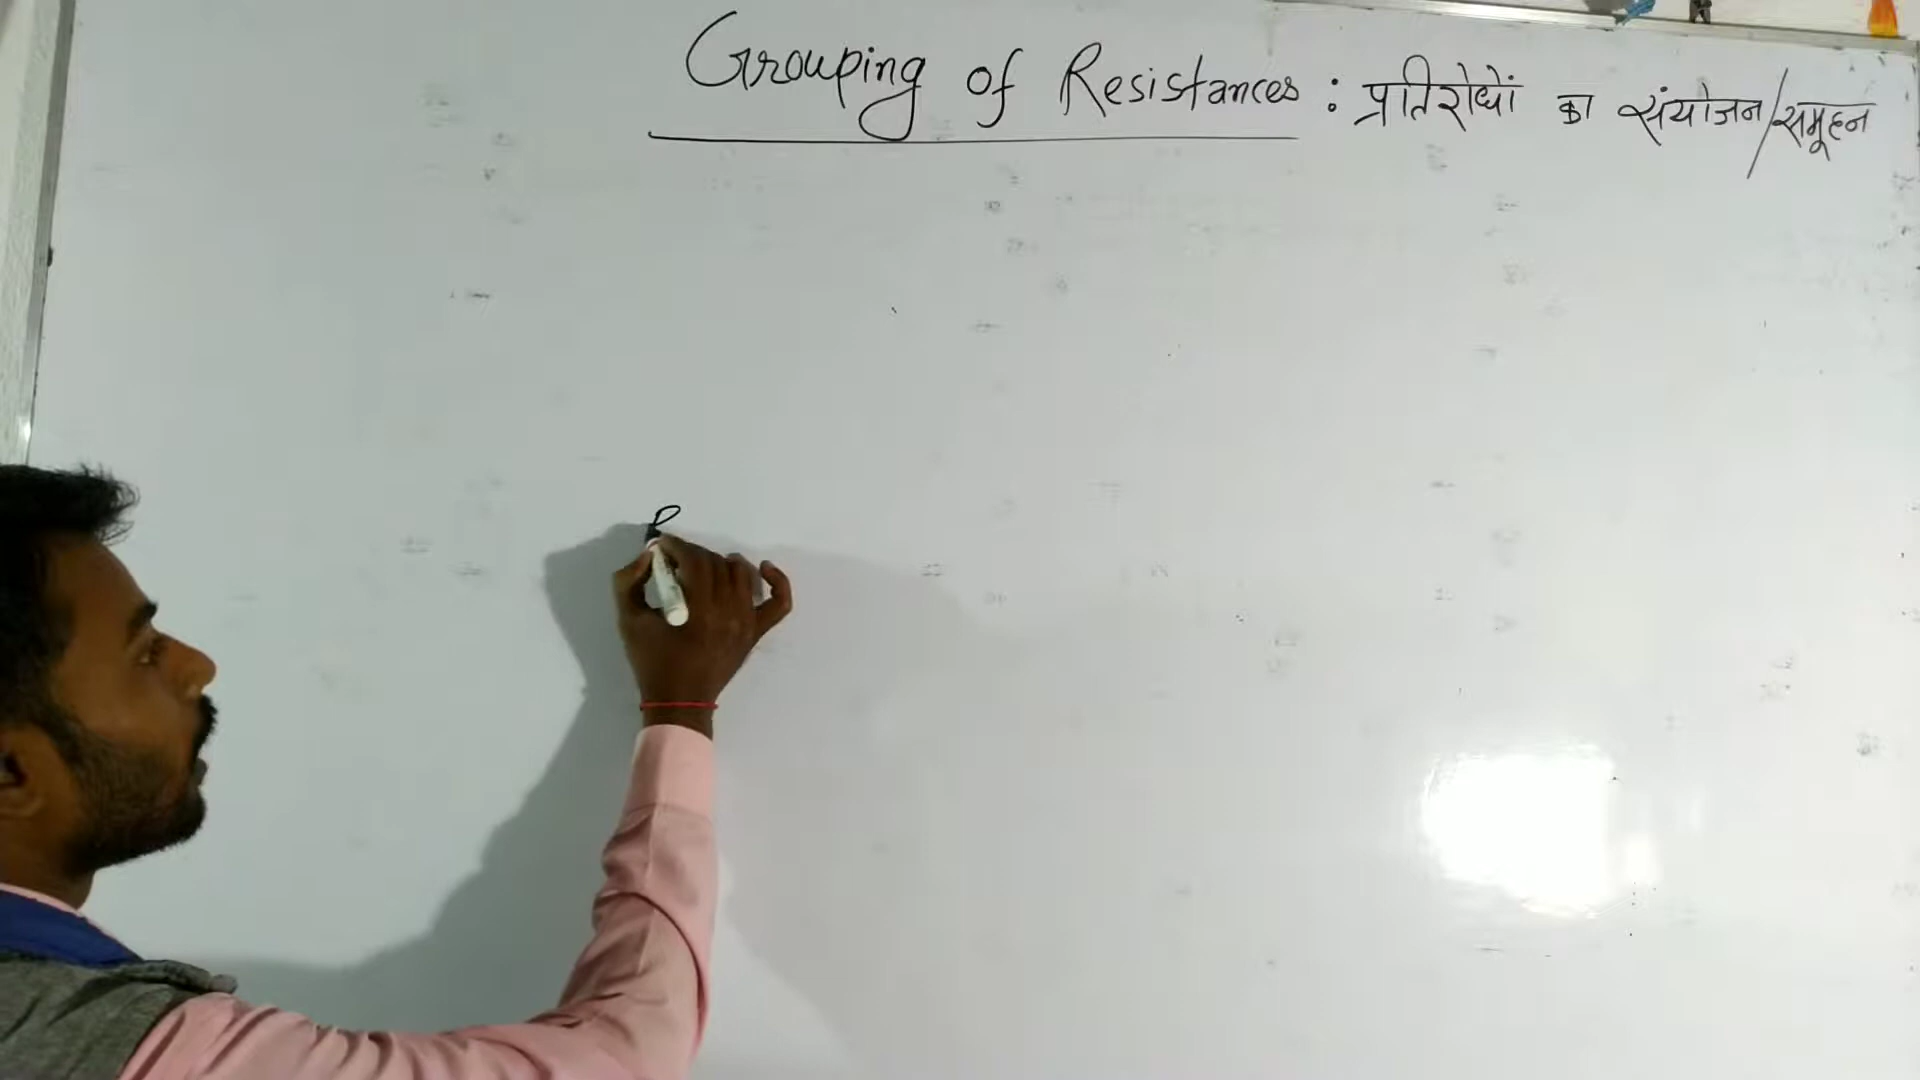 Grouping of Resistances : प्रतिरोधों का संयोजन/समूहन